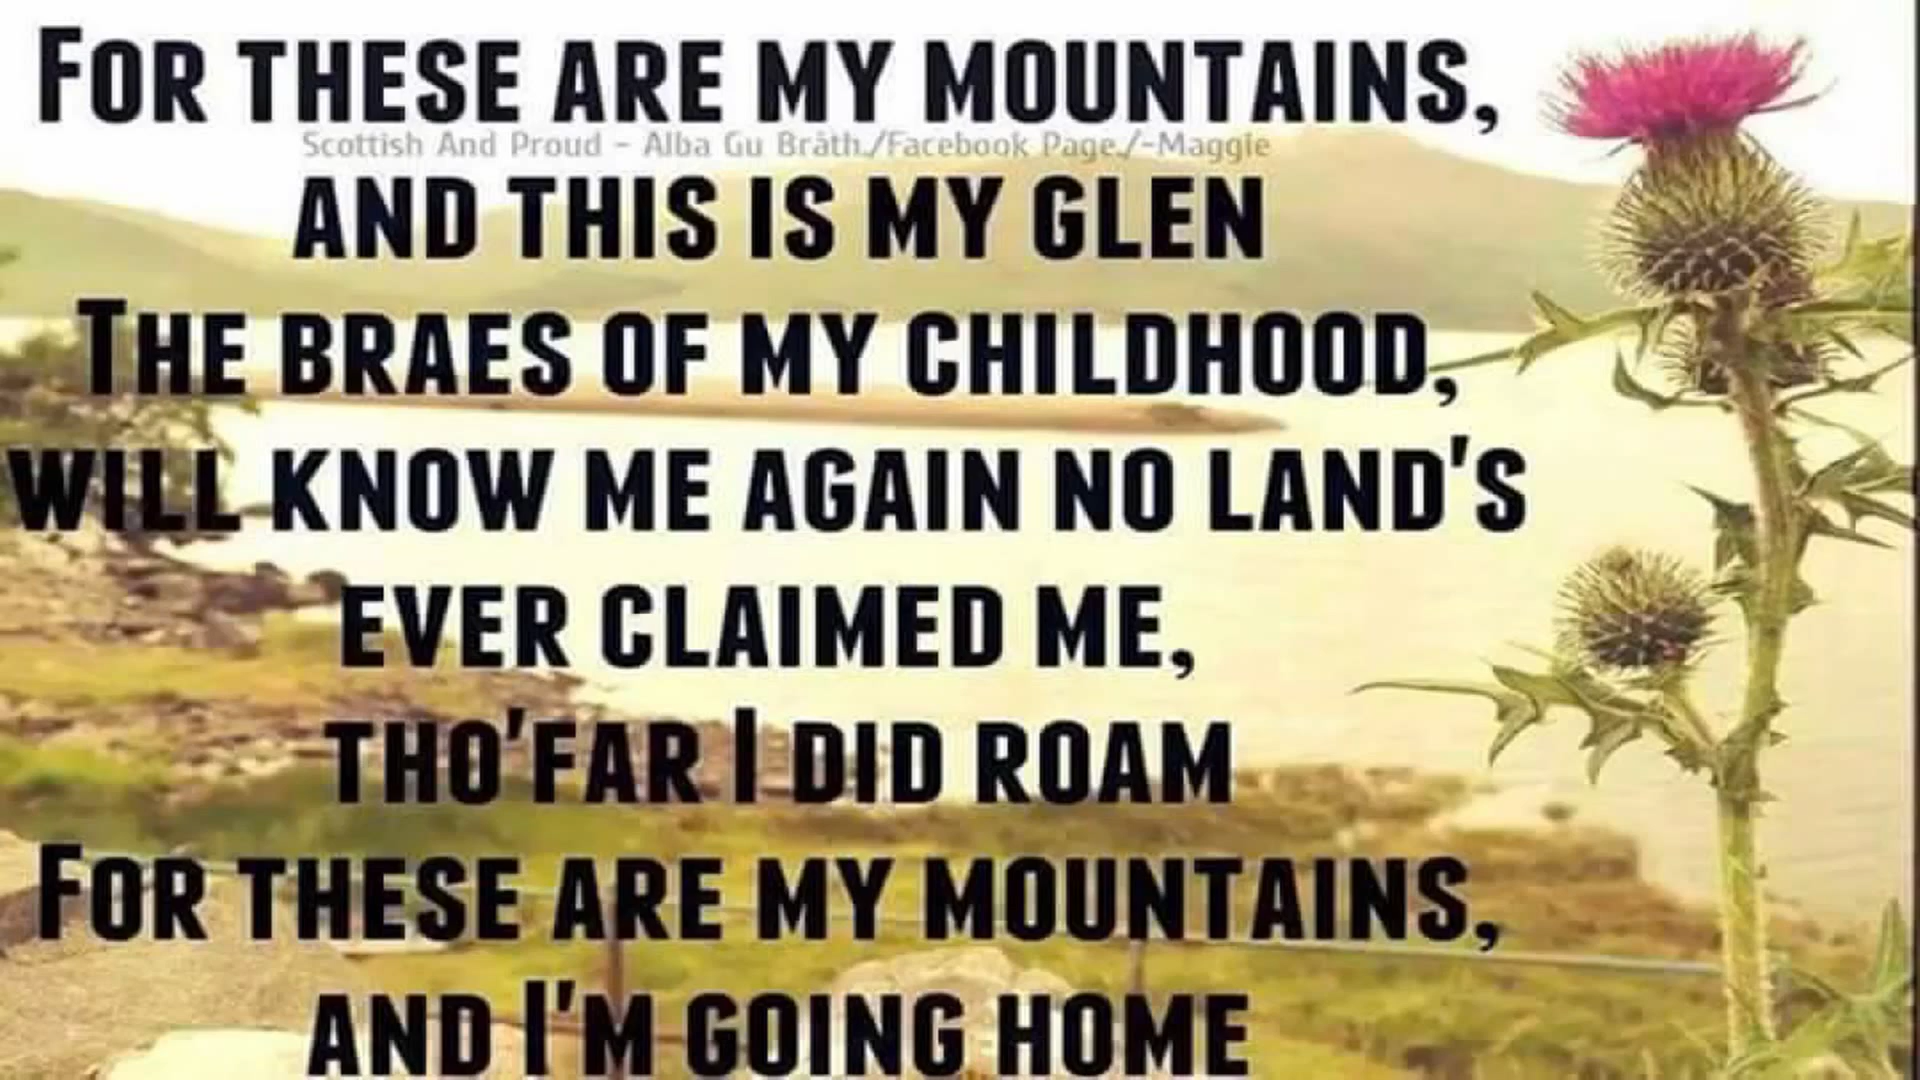 For these are my mountains,
Scottish And Proud - Alba Gu Bràth./Facebook Page./-Maggie
and this is my glen
The braes of my childhood,
will know me again no land's
ever claimed me,
tho'far I did roam
For these are my mountains,
and I'm going home